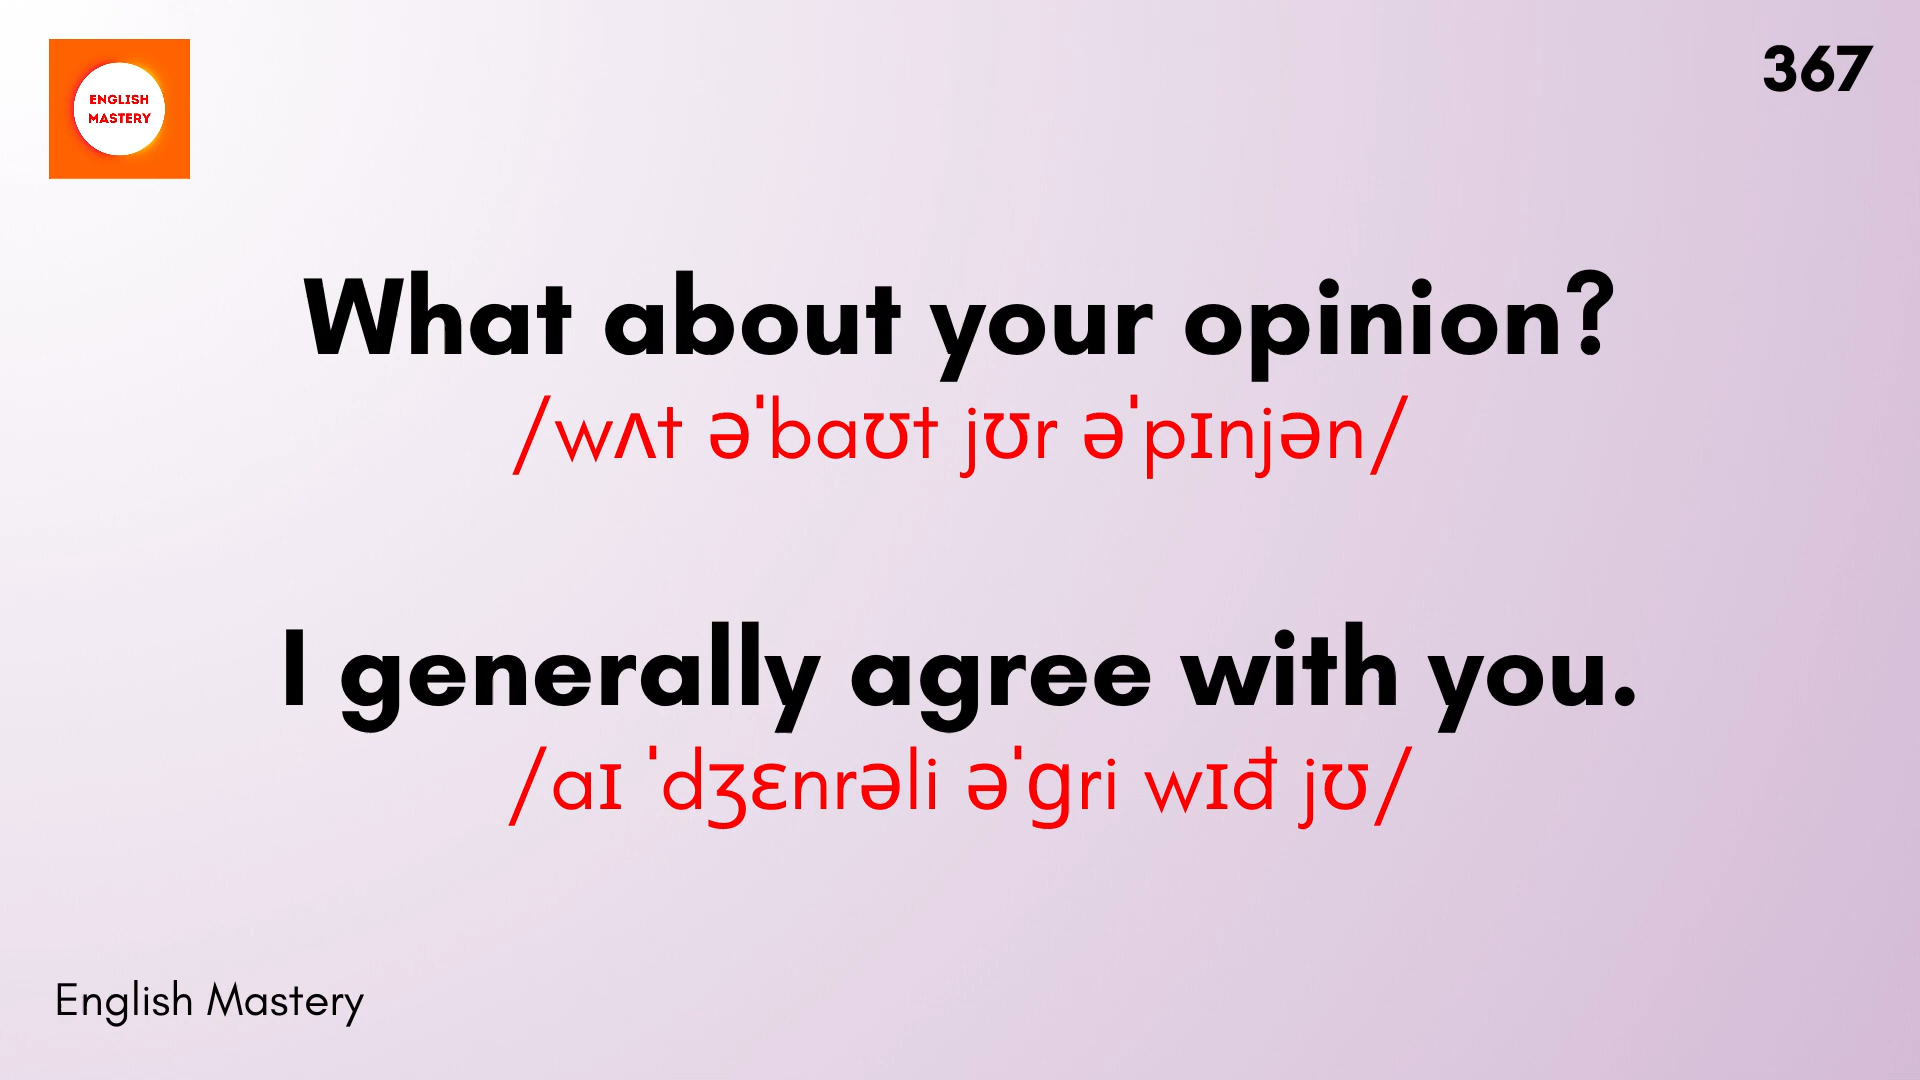 ENGLISH
MASTERY
367
What about your opinion?
/wʌt əˈbaʊt jʊr əˈpɪnjən/
I generally agree with you.
/aɪ ˈdʒɛnrəli əˈgri wɪđ jʊ/
English Mastery